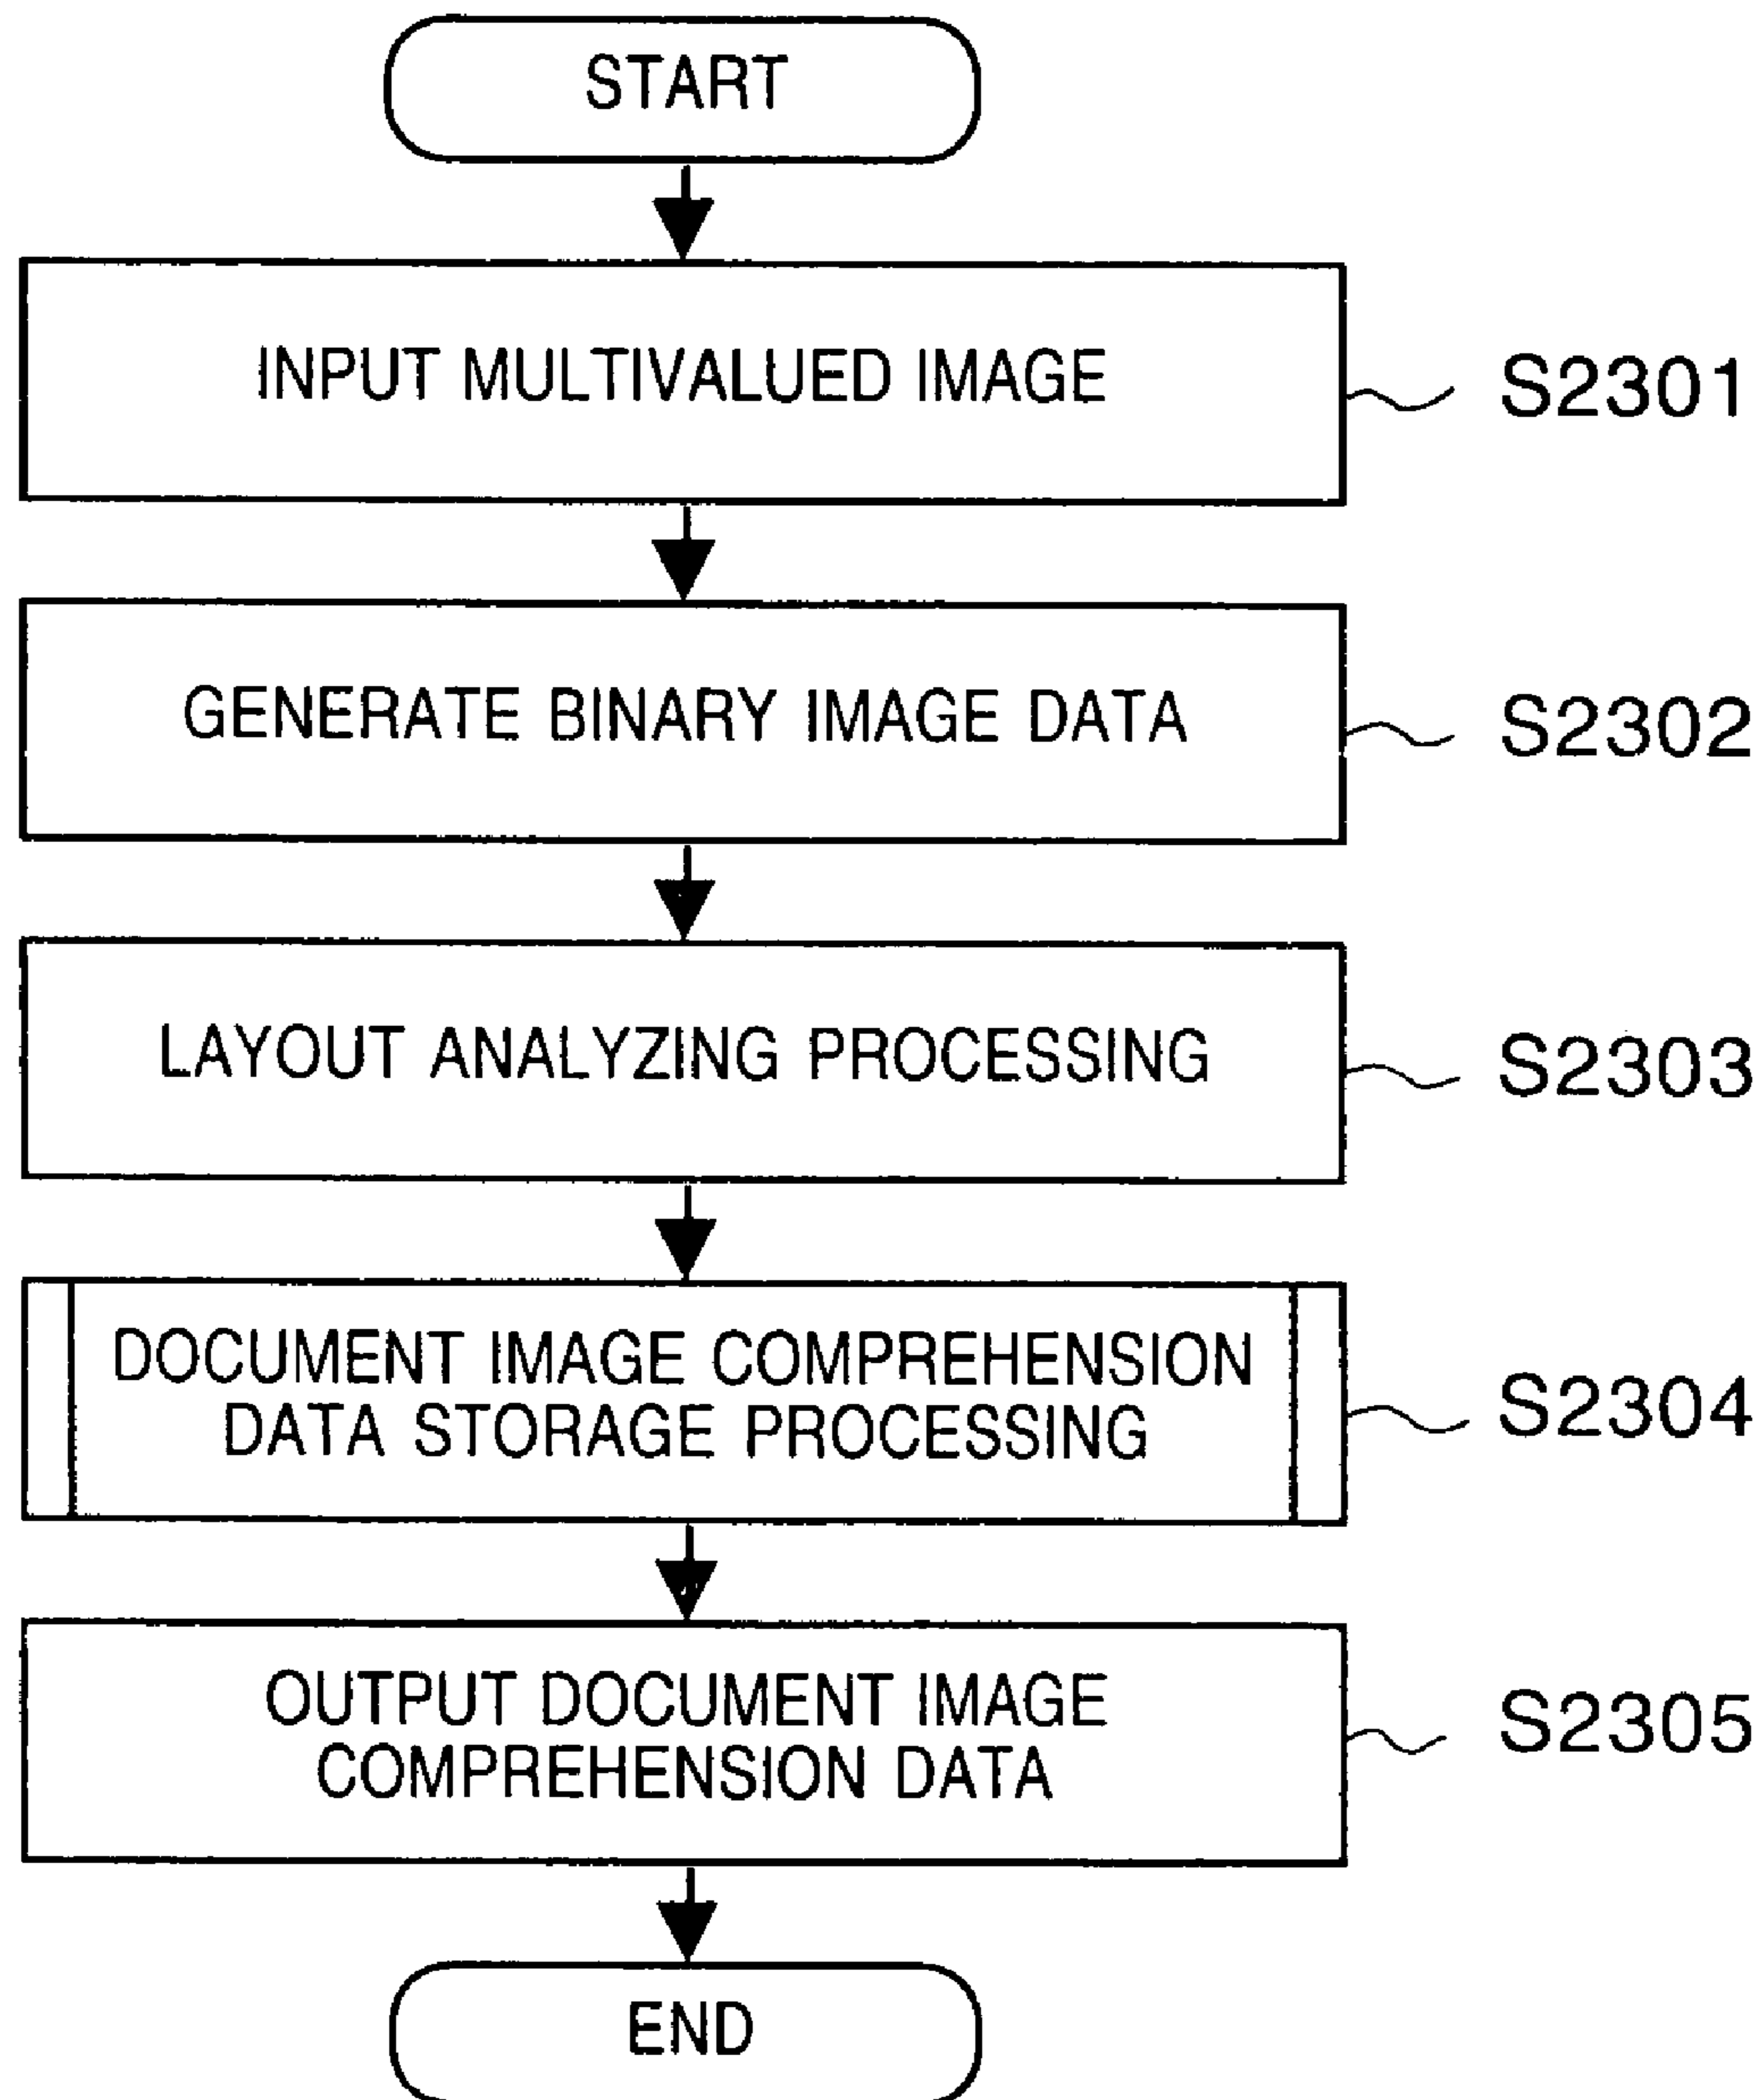 START
INPUT MULTIVALUED IMAGE
S2301
GENERATE BINARY IMAGE DATA
S2302
LAYOUT ANALYZING PROCESSING
S2303
DOCUMENT IMAGE COMPREHENSION
DATA STORAGE PROCESSING
S2304
OUTPUT DOCUMENT IMAGE
COMPREHENSION DATA
S2305
END